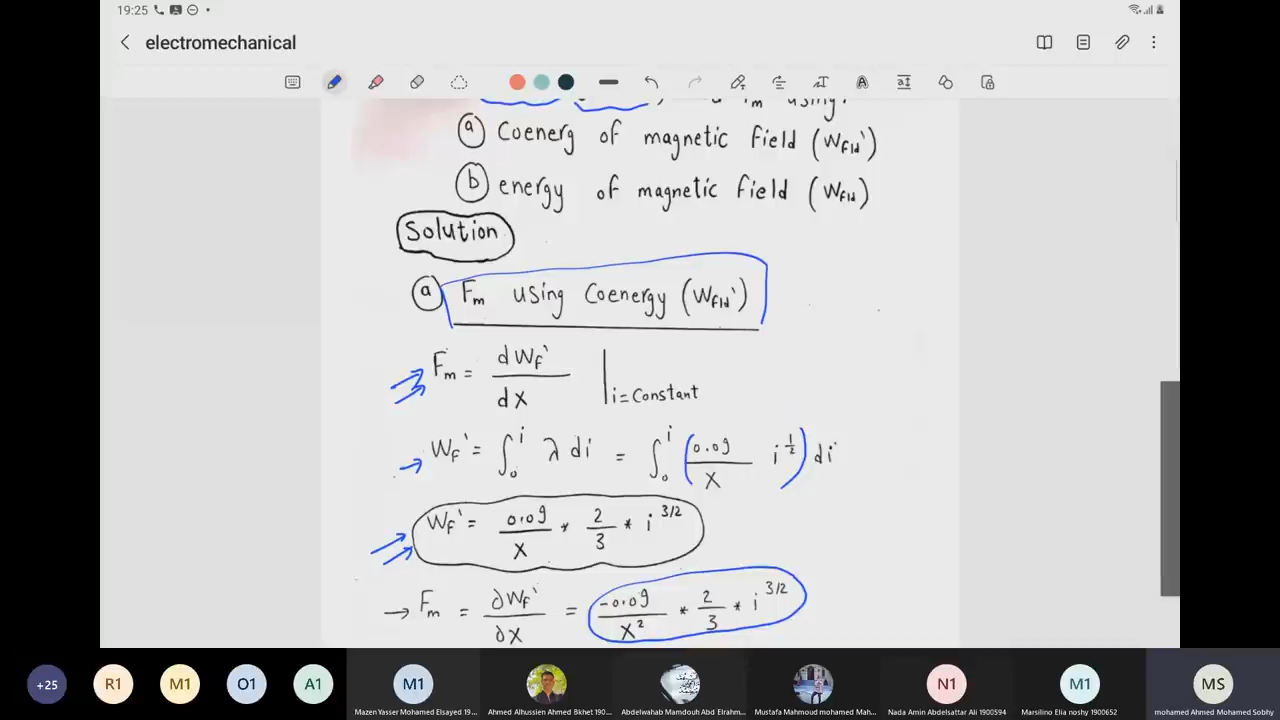 19:25
electromechanical
Fm using:
(a) Coenerg of magnetic field (WFld')
(b) energy of magnetic field (WFld)
Solution
(a) Fm using Coenergy (WFld')
Fm = dWF' / dX | i = Constant
WF' = ∫₀ⁱ λ di = ∫₀ⁱ (0.09 / X i^1/2) di
WF' = 0.09 / X * 2/3 * i^3/2
→ Fm = ∂WF' / ∂X = -0.09 / X² * 2/3 * i^3/2
+25 R1 M1 O1 A1 M1 N1 M1 MS
Mazen Yasser Mohamed Elsayed 19... Ahmed Alhussien Ahmed Bkhet 190... Abdelwahab Mamdouh Abd Elrahm... Mustafa Mahmoud mohamed Mah... Nada Amin Abdelsattar Ali 1900594 Marsilino Elia noshy 1900652 mohamed Ahmed Mohamed Sobhy